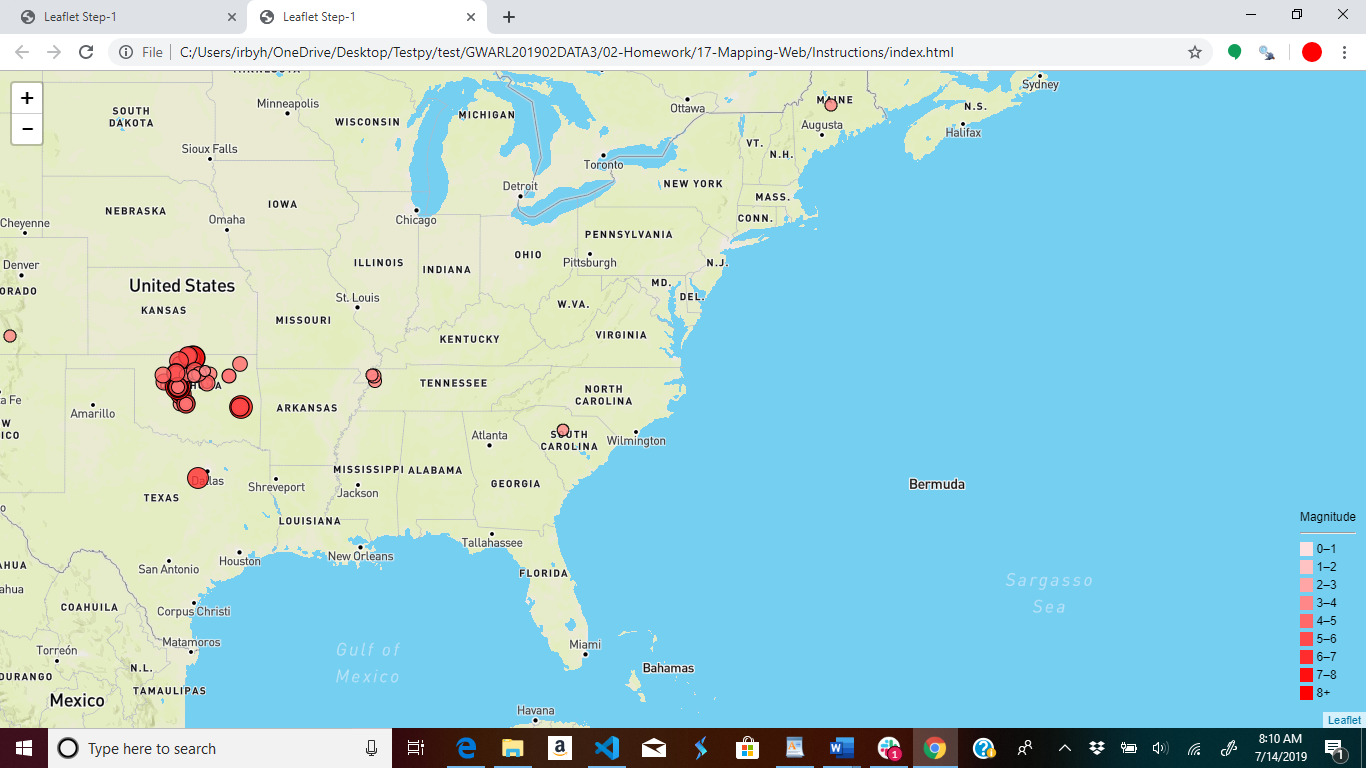 Leaflet Step-1
Leaflet Step-1
File
C:/Users/irbyh/OneDrive/Desktop/Testpy/test/GWARL201902DATA3/02-Homework/17-Mapping-Web/Instructions/index.html
+
−
SOUTH
DAKOTA
Minneapolis
WISCONSIN
MICHIGAN
Ottawa
MAINE
Augusta
Sydney
N.S.
Halifax
Sioux Falls
VT.
N.H.
Toronto
Detroit
NEW YORK
MASS.
CONN.
NEBRASKA
IOWA
Omaha
Chicago
Cheyenne
PENNSYLVANIA
Pittsburgh
OHIO
N.J.
Denver
ORADO
ILLINOIS
INDIANA
MD.
DEL.
United States
KANSAS
St. Louis
W.VA.
MISSOURI
KENTUCKY
VIRGINIA
TENNESSEE
NORTH
CAROLINA
a Fe
W
ICO
Amarillo
ARKANSAS
Atlanta
SOUTH
CAROLINA
Wilmington
MISSISSIPPI
ALABAMA
GEORGIA
Dallas
Shreveport
Jackson
TEXAS
Bermuda
LOUISIANA
Tallahassee
New Orleans
Houston
San Antonio
FLORIDA
HUA
ahua
COAHUILA
Corpus Christi
Sargasso
Sea
Gulf of
Mexico
Matamoros
Torreón
N.L.
Miami
Bahamas
DURANGO
TAMAULIPAS
Mexico
Havana
Magnitude
0–1
1–2
2–3
3–4
4–5
5–6
6–7
7–8
8+
Leaflet
Type here to search
8:10 AM
7/14/2019
1
1